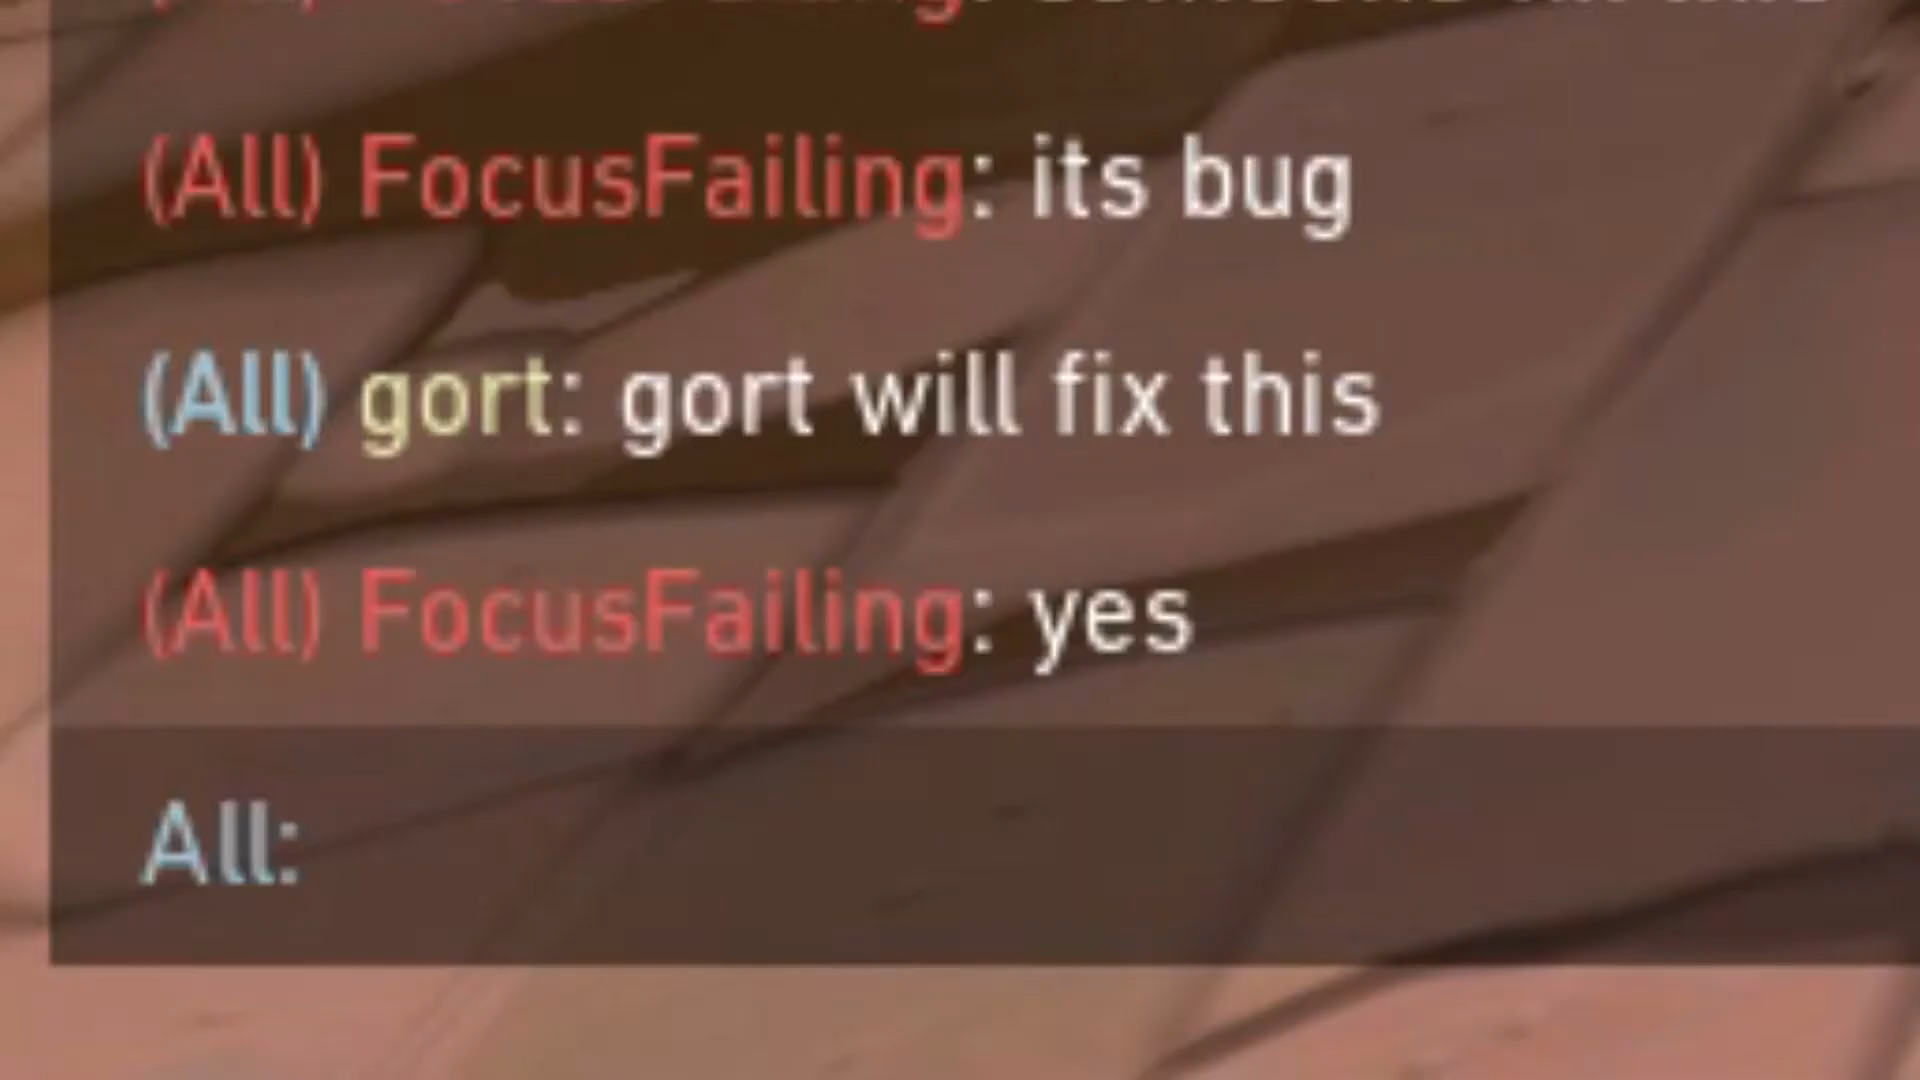 (All) FocusFailing: its bug
(All) gort: gort will fix this
(All) FocusFailing: yes
All: